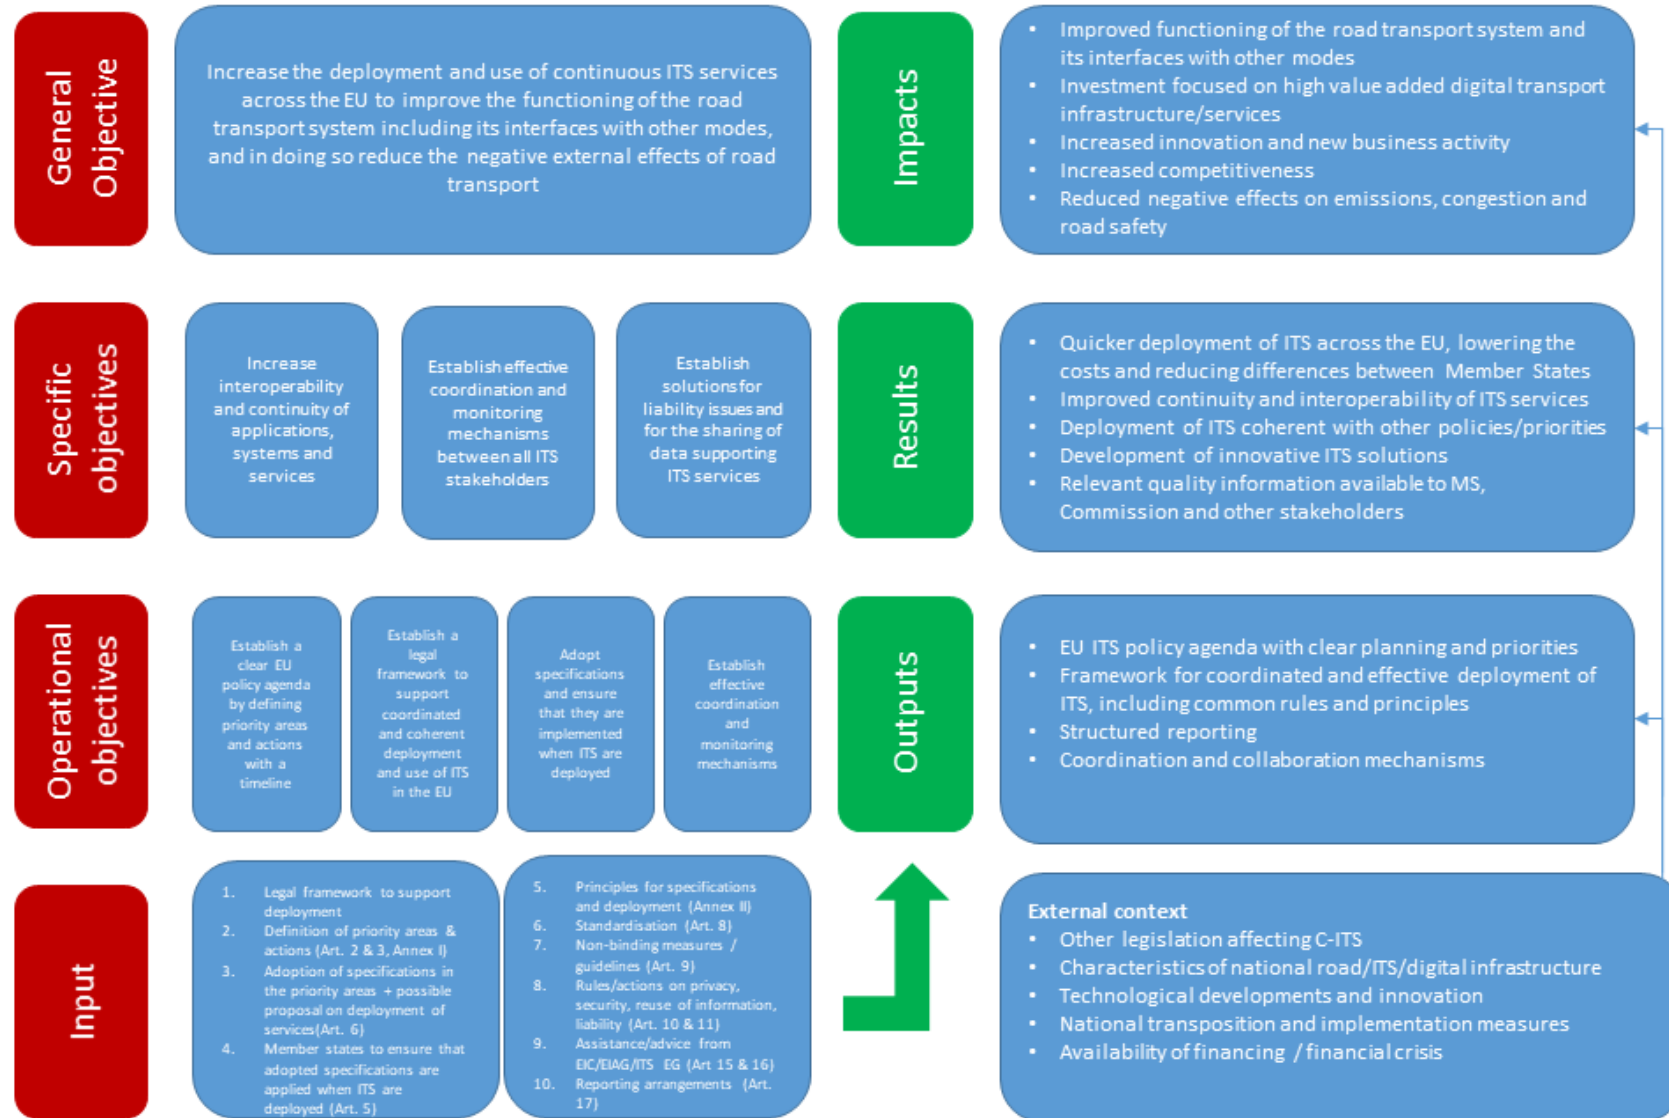 General
Objective
Increase the deployment and use of continuous ITS services
across the EU to improve the functioning of the road
transport system including its interfaces with other modes,
and in doing so reduce the negative external effects of road
transport
Impacts
• Improved functioning of the road transport system and
its interfaces with other modes
• Investment focused on high value added digital transport
infrastructure/services
• Increased innovation and new business activity
• Increased competitiveness
• Reduced negative effects on emissions, congestion and
road safety
Specific
objectives
Increase
interoperability
and continuity of
applications,
systems and
services
Establish effective
coordination and
monitoring
mechanisms
between all ITS
stakeholders
Establish
solutions for
liability issues and
for the sharing of
data supporting
ITS services
Results
• Quicker deployment of ITS across the EU, lowering the
costs and reducing differences between Member States
• Improved continuity and interoperability of ITS services
• Deployment of ITS coherent with other policies/priorities
• Development of innovative ITS solutions
• Relevant quality information available to MS,
Commission and other stakeholders
Operational
objectives
Establish a
clear EU
policy agenda
by defining
priority areas
and actions
with a
timeline
Establish a
legal
framework to
support
coordinated
and coherent
deployment
and use of ITS
in the EU
Adopt
specifications
and ensure
that they are
implemented
when ITS are
deployed
Establish
effective
coordination
and
monitoring
mechanisms
Outputs
• EU ITS policy agenda with clear planning and priorities
• Framework for coordinated and effective deployment of
ITS, including common rules and principles
• Structured reporting
• Coordination and collaboration mechanisms
Input
1. Legal framework to support
deployment
2. Definition of priority areas &
actions (Art. 2 & 3, Annex I)
3. Adoption of specifications in
the priority areas + possible
proposal on deployment of
services(Art. 6)
4. Member states to ensure that
adopted specifications are
applied when ITS are
deployed (Art. 5)
5. Principles for specifications
and deployment (Annex II)
6. Standardisation (Art. 8)
7. Non-binding measures /
guidelines (Art. 9)
8. Rules/actions on privacy,
security, reuse of information,
liability (Art. 10 & 11)
9. Assistance/advice from
EIC/EIAG/ITS EG (Art 15 & 16)
10. Reporting arrangements (Art.
17)
External context
• Other legislation affecting C-ITS
• Characteristics of national road/ITS/digital infrastructure
• Technological developments and innovation
• National transposition and implementation measures
• Availability of financing / financial crisis